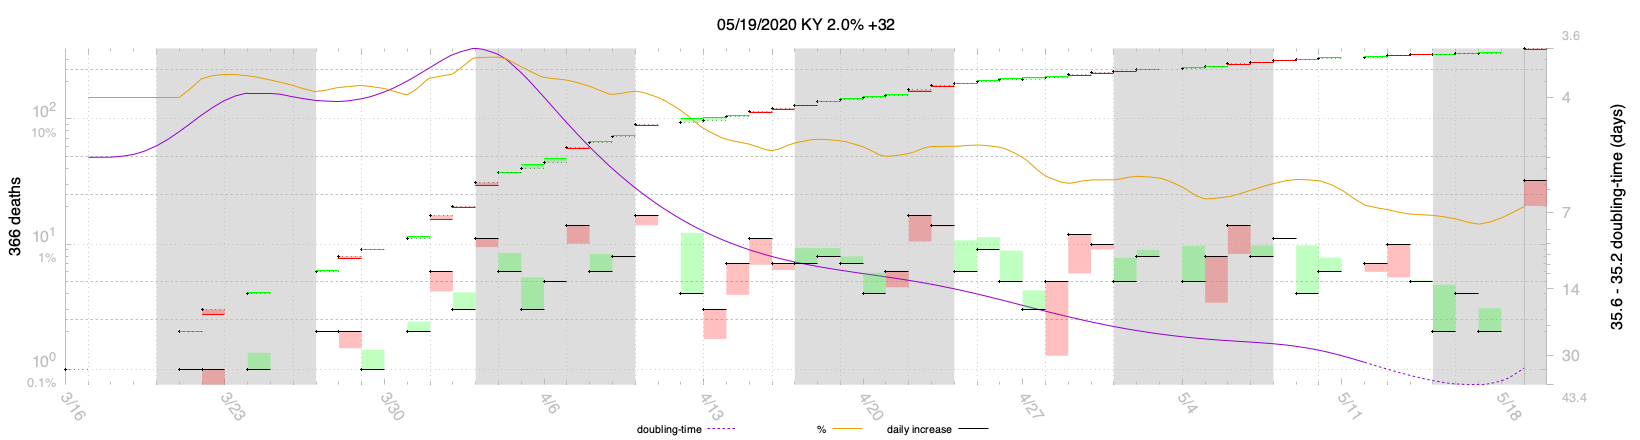 05/19/2020 KY 2.0% +32
366 deaths
10²
10%
10¹
1%
10⁰
0.1%
3.6
4
7
14
30
43.4
35.6 - 35.2 doubling-time (days)
3/16 3/23 3/30 4/6 4/13 4/20 4/27 5/4 5/11 5/18
doubling-time % daily increase